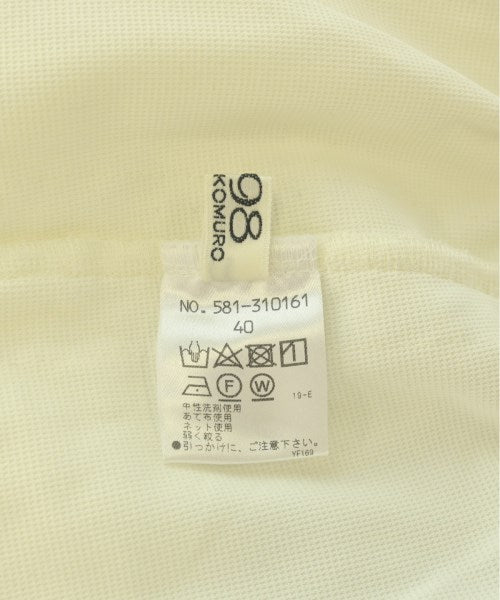 98
KOMURO
NO. 581-310161
40
1
F
W
19-E
中性洗剤使用
あて布使用
ネット使用
弱く絞る
●引っかけに、ご注意下さい。
YF169